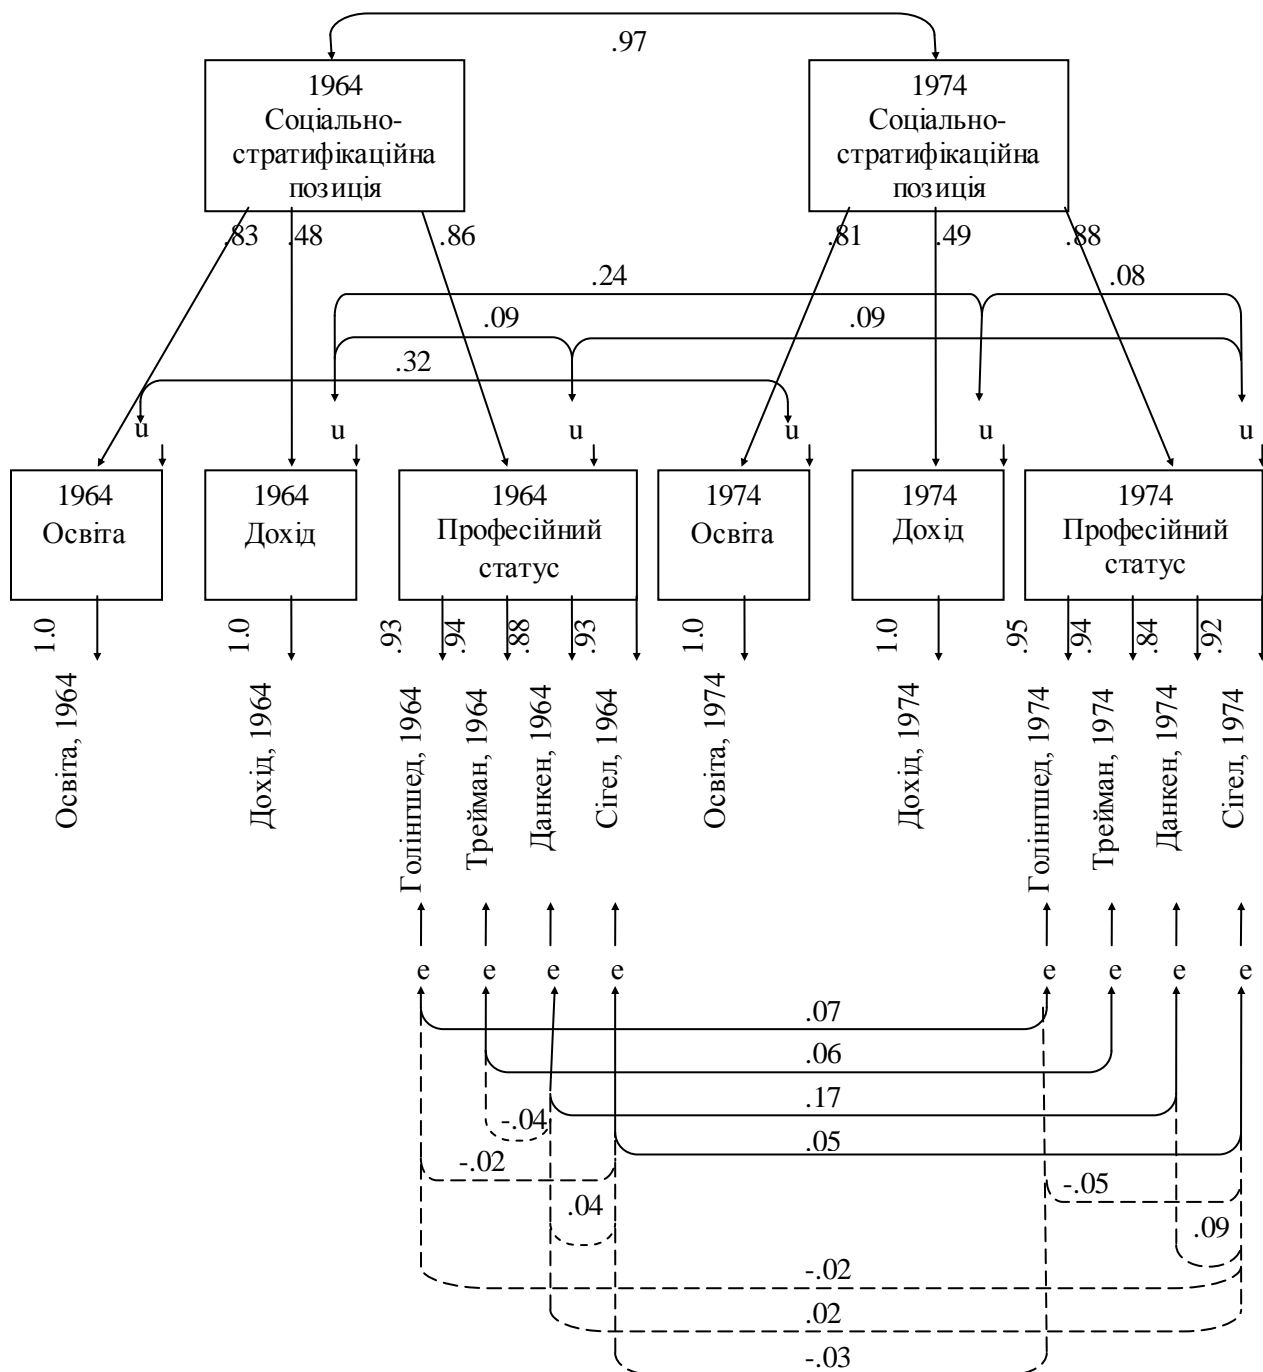 .97
1964
Соціально-
стратифікаційна
позиція
1974
Соціально-
стратифікаційна
позиція
.83
.48
.86
.81
.49
.88
.24
.08
.09
.09
.32
u
u
u
u
u
u
1964
Освіта
1964
Дохід
1964
Професійний
статус
1974
Освіта
1974
Дохід
1974
Професійний
статус
1.0
1.0
.93
.94
.88
.93
1.0
1.0
.95
.94
.84
.92
Освіта, 1964
Дохід, 1964
Голінгшед, 1964
Трейман, 1964
Данкен, 1964
Сігел, 1964
Освіта, 1974
Дохід, 1974
Голінгшед, 1974
Трейман, 1974
Данкен, 1974
Сігел, 1974
e
e
e
e
e
e
e
e
.07
.06
.17
-.04
.05
-.02
-.05
.04
.09
-.02
.02
-.03